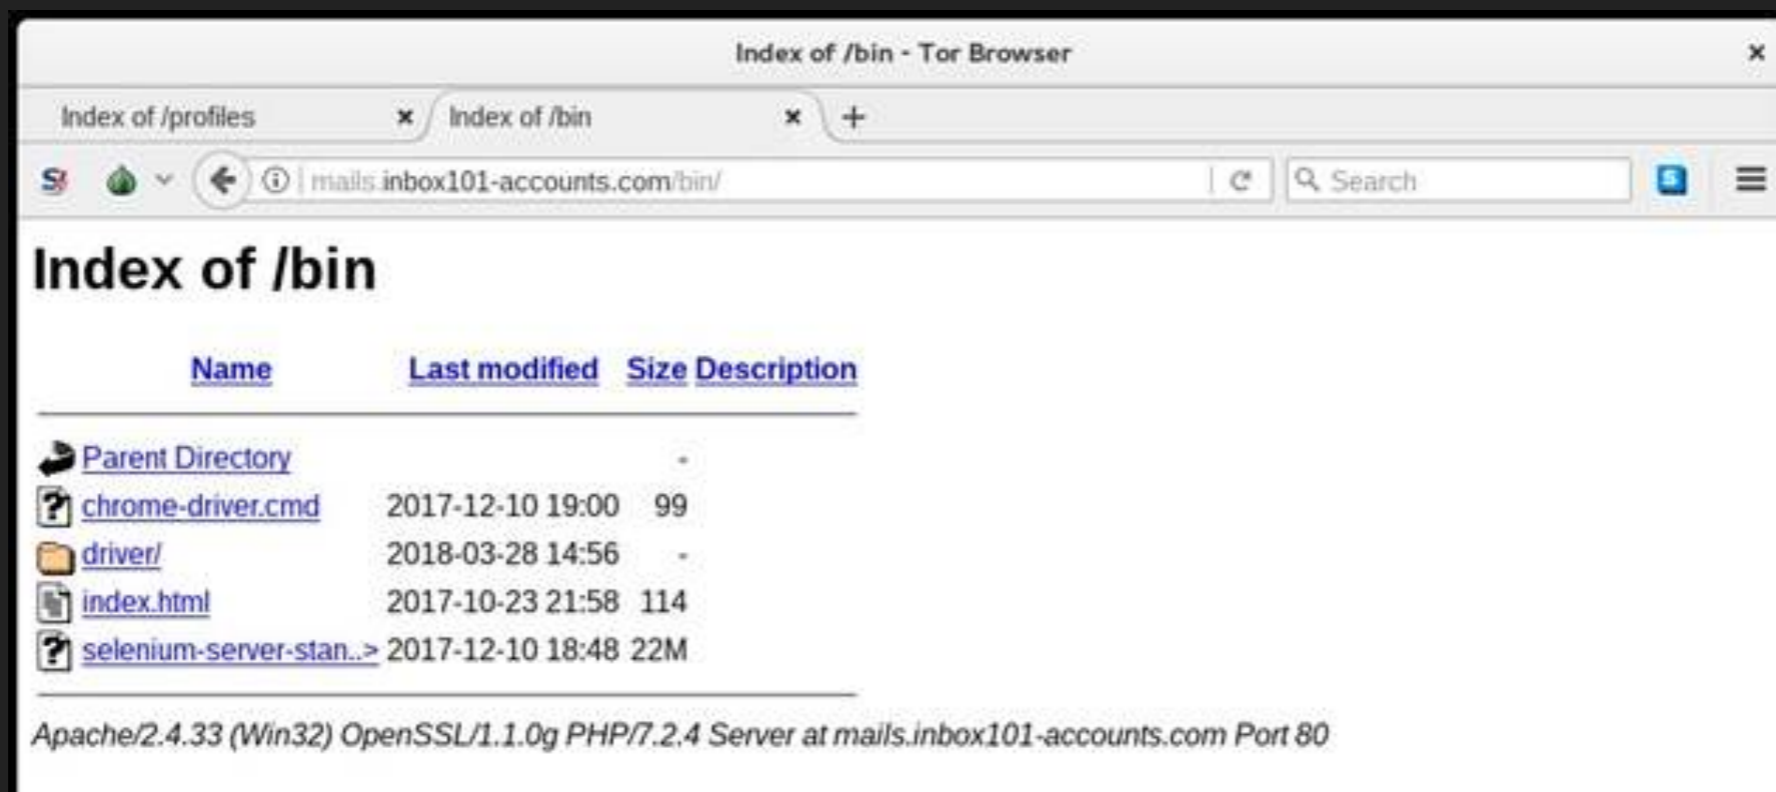 Index of /bin - Tor Browser
Index of /profiles Index of /bin
mails.inbox101-accounts.com/bin/ Search
Index of /bin
Name Last modified Size Description
Parent Directory -
chrome-driver.cmd 2017-12-10 19:00 99
driver/ 2018-03-28 14:56 -
index.html 2017-10-23 21:58 114
selenium-server-stan..> 2017-12-10 18:48 22M
Apache/2.4.33 (Win32) OpenSSL/1.1.0g PHP/7.2.4 Server at mails.inbox101-accounts.com Port 80